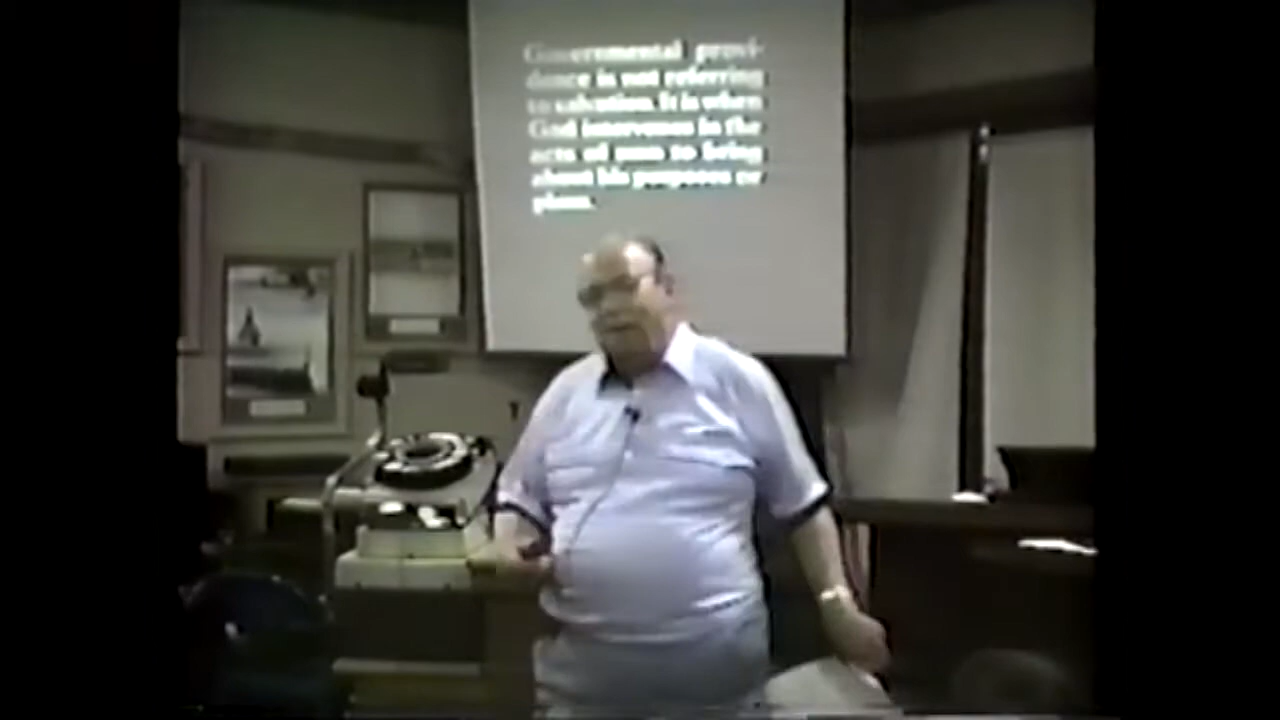 Governmental provi-
dence is not referring
to salvation. It is when
God intervenes in the
acts of men to bring
about his purposes or
plans.